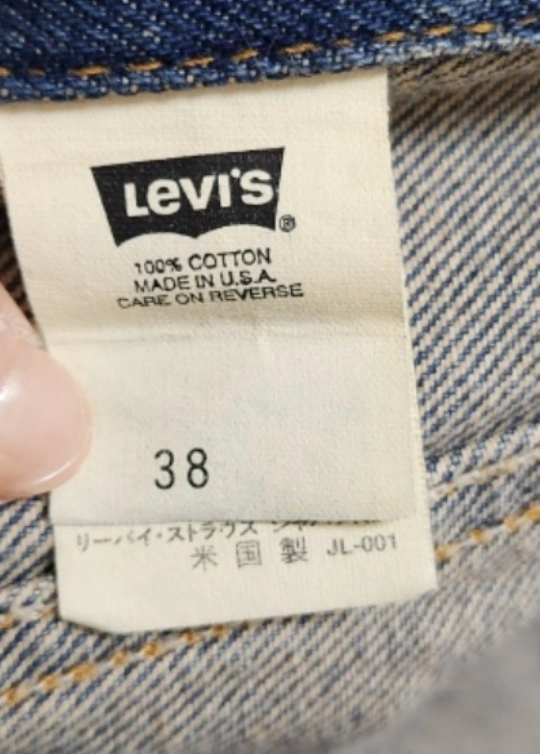 Levi's®
100% COTTON
MADE IN U.S.A.
CARE ON REVERSE
38
リーバイ・ストラウス
米国製 JL-001